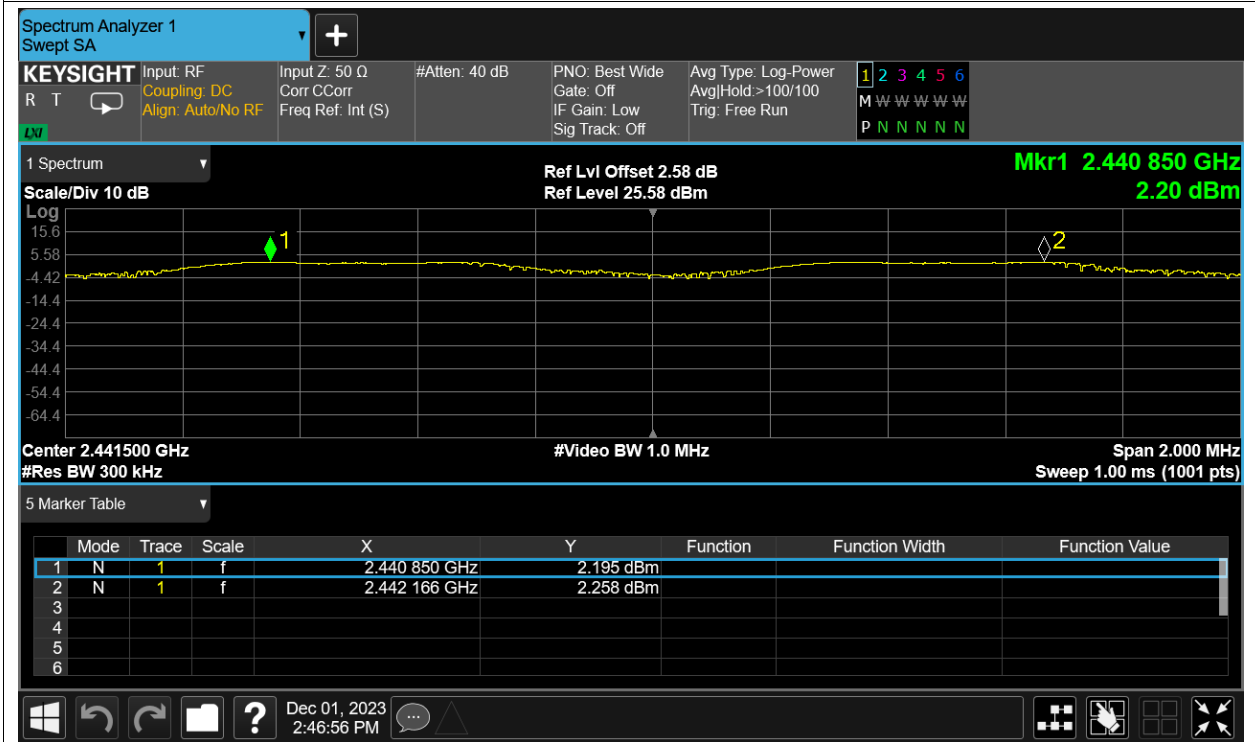 Spectrum Analyzer 1
Swept SA
+
KEYSIGHT
R T
LXI
Input: RF
Coupling: DC
Align: Auto/No RF
Input Z: 50 Ω
Corr CCorr
Freq Ref: Int (S)
#Atten: 40 dB
PNO: Best Wide
Gate: Off
IF Gain: Low
Sig Track: Off
Avg Type: Log-Power
Avg|Hold:>100/100
Trig: Free Run
1 2 3 4 5 6
M W W W W W
P N N N N N
1 Spectrum
Scale/Div 10 dB
Ref Lvl Offset 2.58 dB
Ref Level 25.58 dBm
Mkr1 2.440 850 GHz
2.20 dBm
Log
15.6
5.58
-4.42
-14.4
-24.4
-34.4
-44.4
-54.4
-64.4
1
2
Center 2.441500 GHz
#Res BW 300 kHz
#Video BW 1.0 MHz
Span 2.000 MHz
Sweep 1.00 ms (1001 pts)
5 Marker Table
Mode Trace Scale X Y Function Function Width Function Value
1 N 1 f 2.440 850 GHz 2.195 dBm
2 N 1 f 2.442 166 GHz 2.258 dBm
3
4
5
6
?
Dec 01, 2023
2:46:56 PM